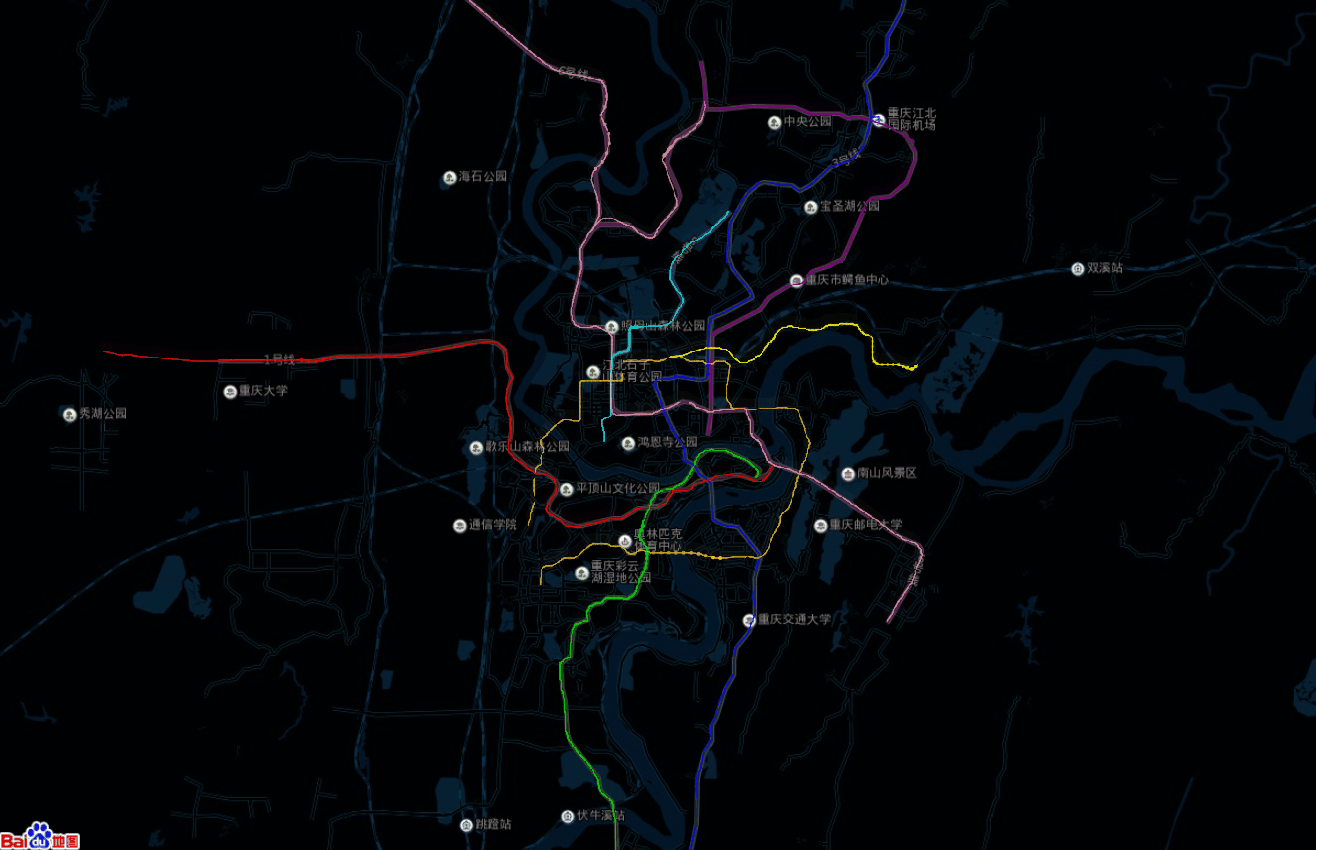 6号线
重庆江北
国际机场
中央公园
3号线
海石公园
宝圣湖公园
双溪站
重庆市鳄鱼中心
照母山森林公园
1号线
江北石子
山体育公园
重庆大学
秀湖公园
鸿恩寺公园
歌乐山森林公园
南山风景区
平顶山文化公园
通信学院
重庆邮电大学
奥林匹克
体育中心
重庆彩云
湖湿地公园
重庆交通大学
伏牛溪站
跳蹬站
Bai du 地图